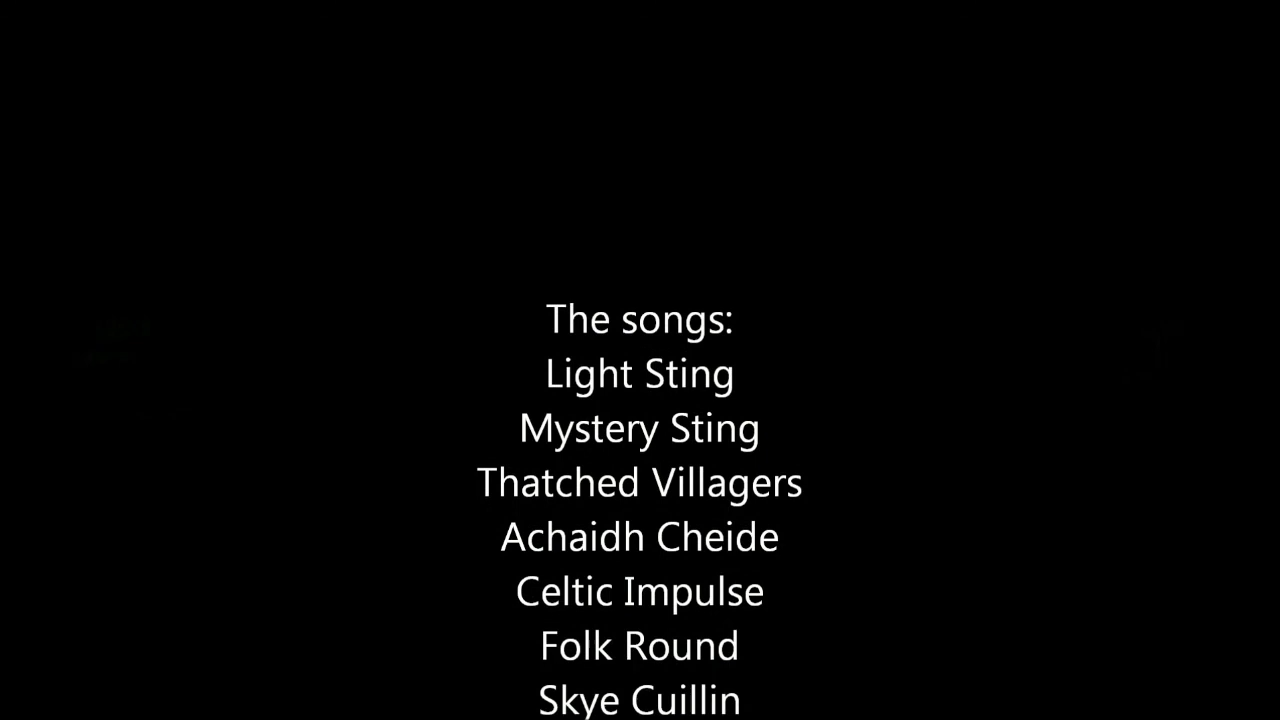 The songs:
Light Sting
Mystery Sting
Thatched Villagers
Achaidh Cheide
Celtic Impulse
Folk Round
Skye Cuillin